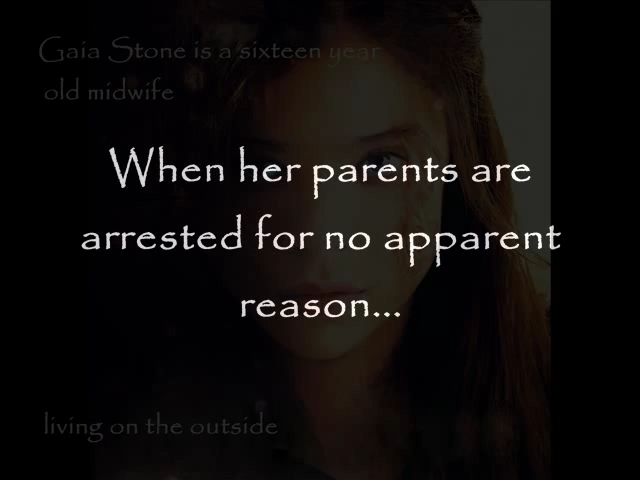 Gaia Stone is a sixteen year
old midwife
When her parents are
arrested for no apparent
reason...
living on the outside